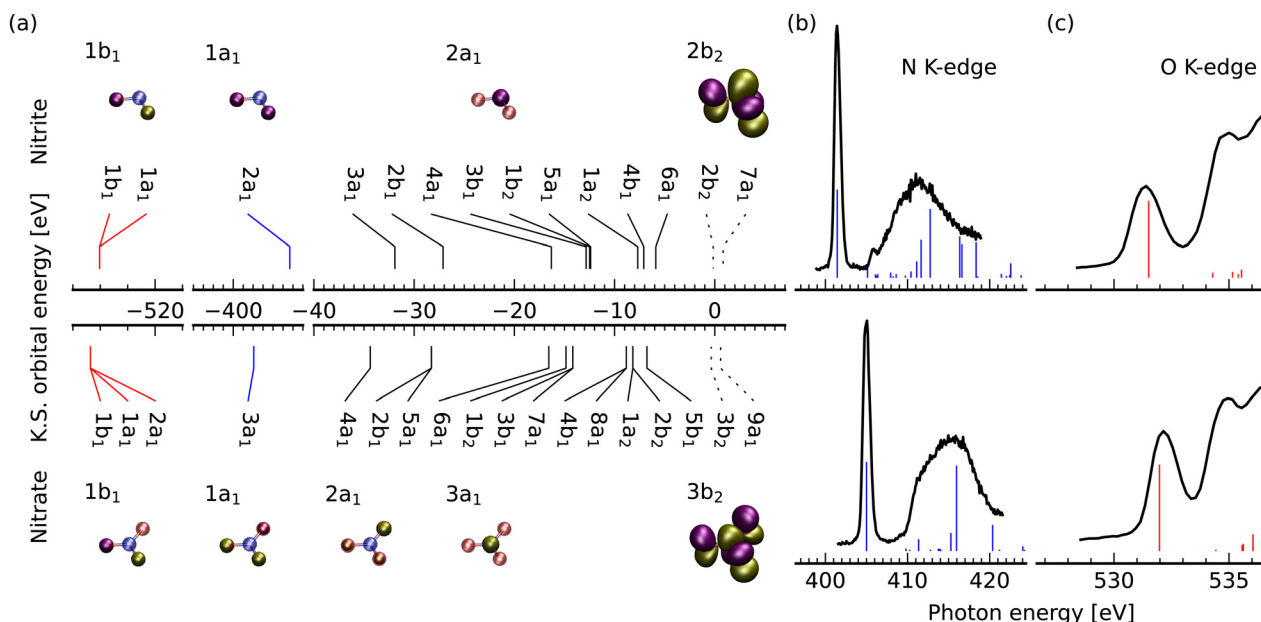 (a)
(b)
(c)
1b₁ 1a₁ 2a₁ 2b₂
N K-edge
O K-edge
Nitrite
1b₁ 1a₁ 2a₁ 3a₁ 2b₁ 4a₁ 3b₁ 1b₂ 5a₁ 1a₂ 4b₁ 6a₁ 2b₂ 7a₁
K.S. orbital energy [eV]
−520 −400 −40 −30 −20 −10 0
1b₁ 1a₁ 2a₁ 3a₁ 4a₁ 2b₁ 5a₁ 6a₁ 1b₂ 3b₁ 7a₁ 4b₁ 8a₁ 1a₂ 2b₂ 5b₁ 3b₂ 9a₁
Nitrate
1b₁ 1a₁ 2a₁ 3a₁ 3b₂
400 410 420 530 535
Photon energy [eV]